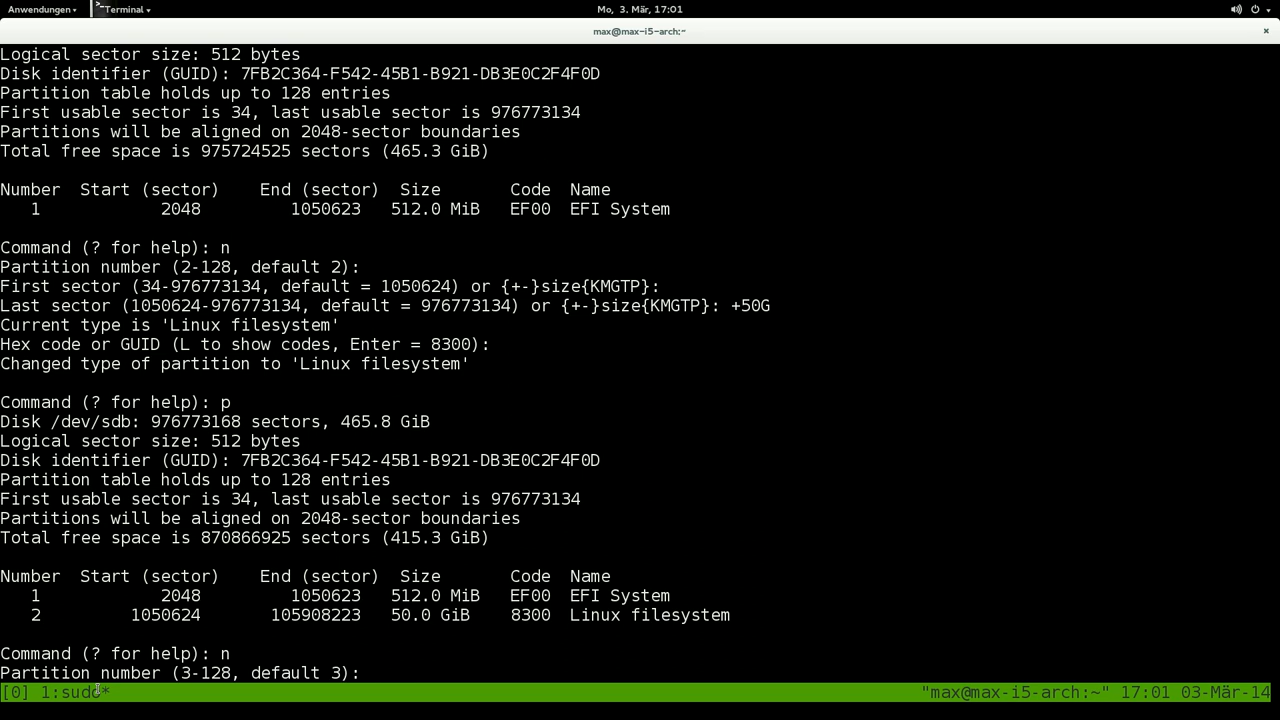 Anwendungen Terminal Mo, 3. Mär, 17:01
max@max-i5-arch:~
Logical sector size: 512 bytes
Disk identifier (GUID): 7FB2C364-F542-45B1-B921-DB3E0C2F4F0D
Partition table holds up to 128 entries
First usable sector is 34, last usable sector is 976773134
Partitions will be aligned on 2048-sector boundaries
Total free space is 975724525 sectors (465.3 GiB)
Number  Start (sector)    End (sector)  Size       Code  Name
   1            2048         1050623   512.0 MiB   EF00  EFI System
Command (? for help): n
Partition number (2-128, default 2):
First sector (34-976773134, default = 1050624) or {+-}size{KMGTP}:
Last sector (1050624-976773134, default = 976773134) or {+-}size{KMGTP}: +50G
Current type is 'Linux filesystem'
Hex code or GUID (L to show codes, Enter = 8300):
Changed type of partition to 'Linux filesystem'
Command (? for help): p
Disk /dev/sdb: 976773168 sectors, 465.8 GiB
Logical sector size: 512 bytes
Disk identifier (GUID): 7FB2C364-F542-45B1-B921-DB3E0C2F4F0D
Partition table holds up to 128 entries
First usable sector is 34, last usable sector is 976773134
Partitions will be aligned on 2048-sector boundaries
Total free space is 870866925 sectors (415.3 GiB)
Number  Start (sector)    End (sector)  Size       Code  Name
   1            2048         1050623   512.0 MiB   EF00  EFI System
   2         1050624       105908223   50.0 GiB    8300  Linux filesystem
Command (? for help): n
Partition number (3-128, default 3):
[0] 1:sudo* "max@max-i5-arch:~" 17:01 03-Mär-14